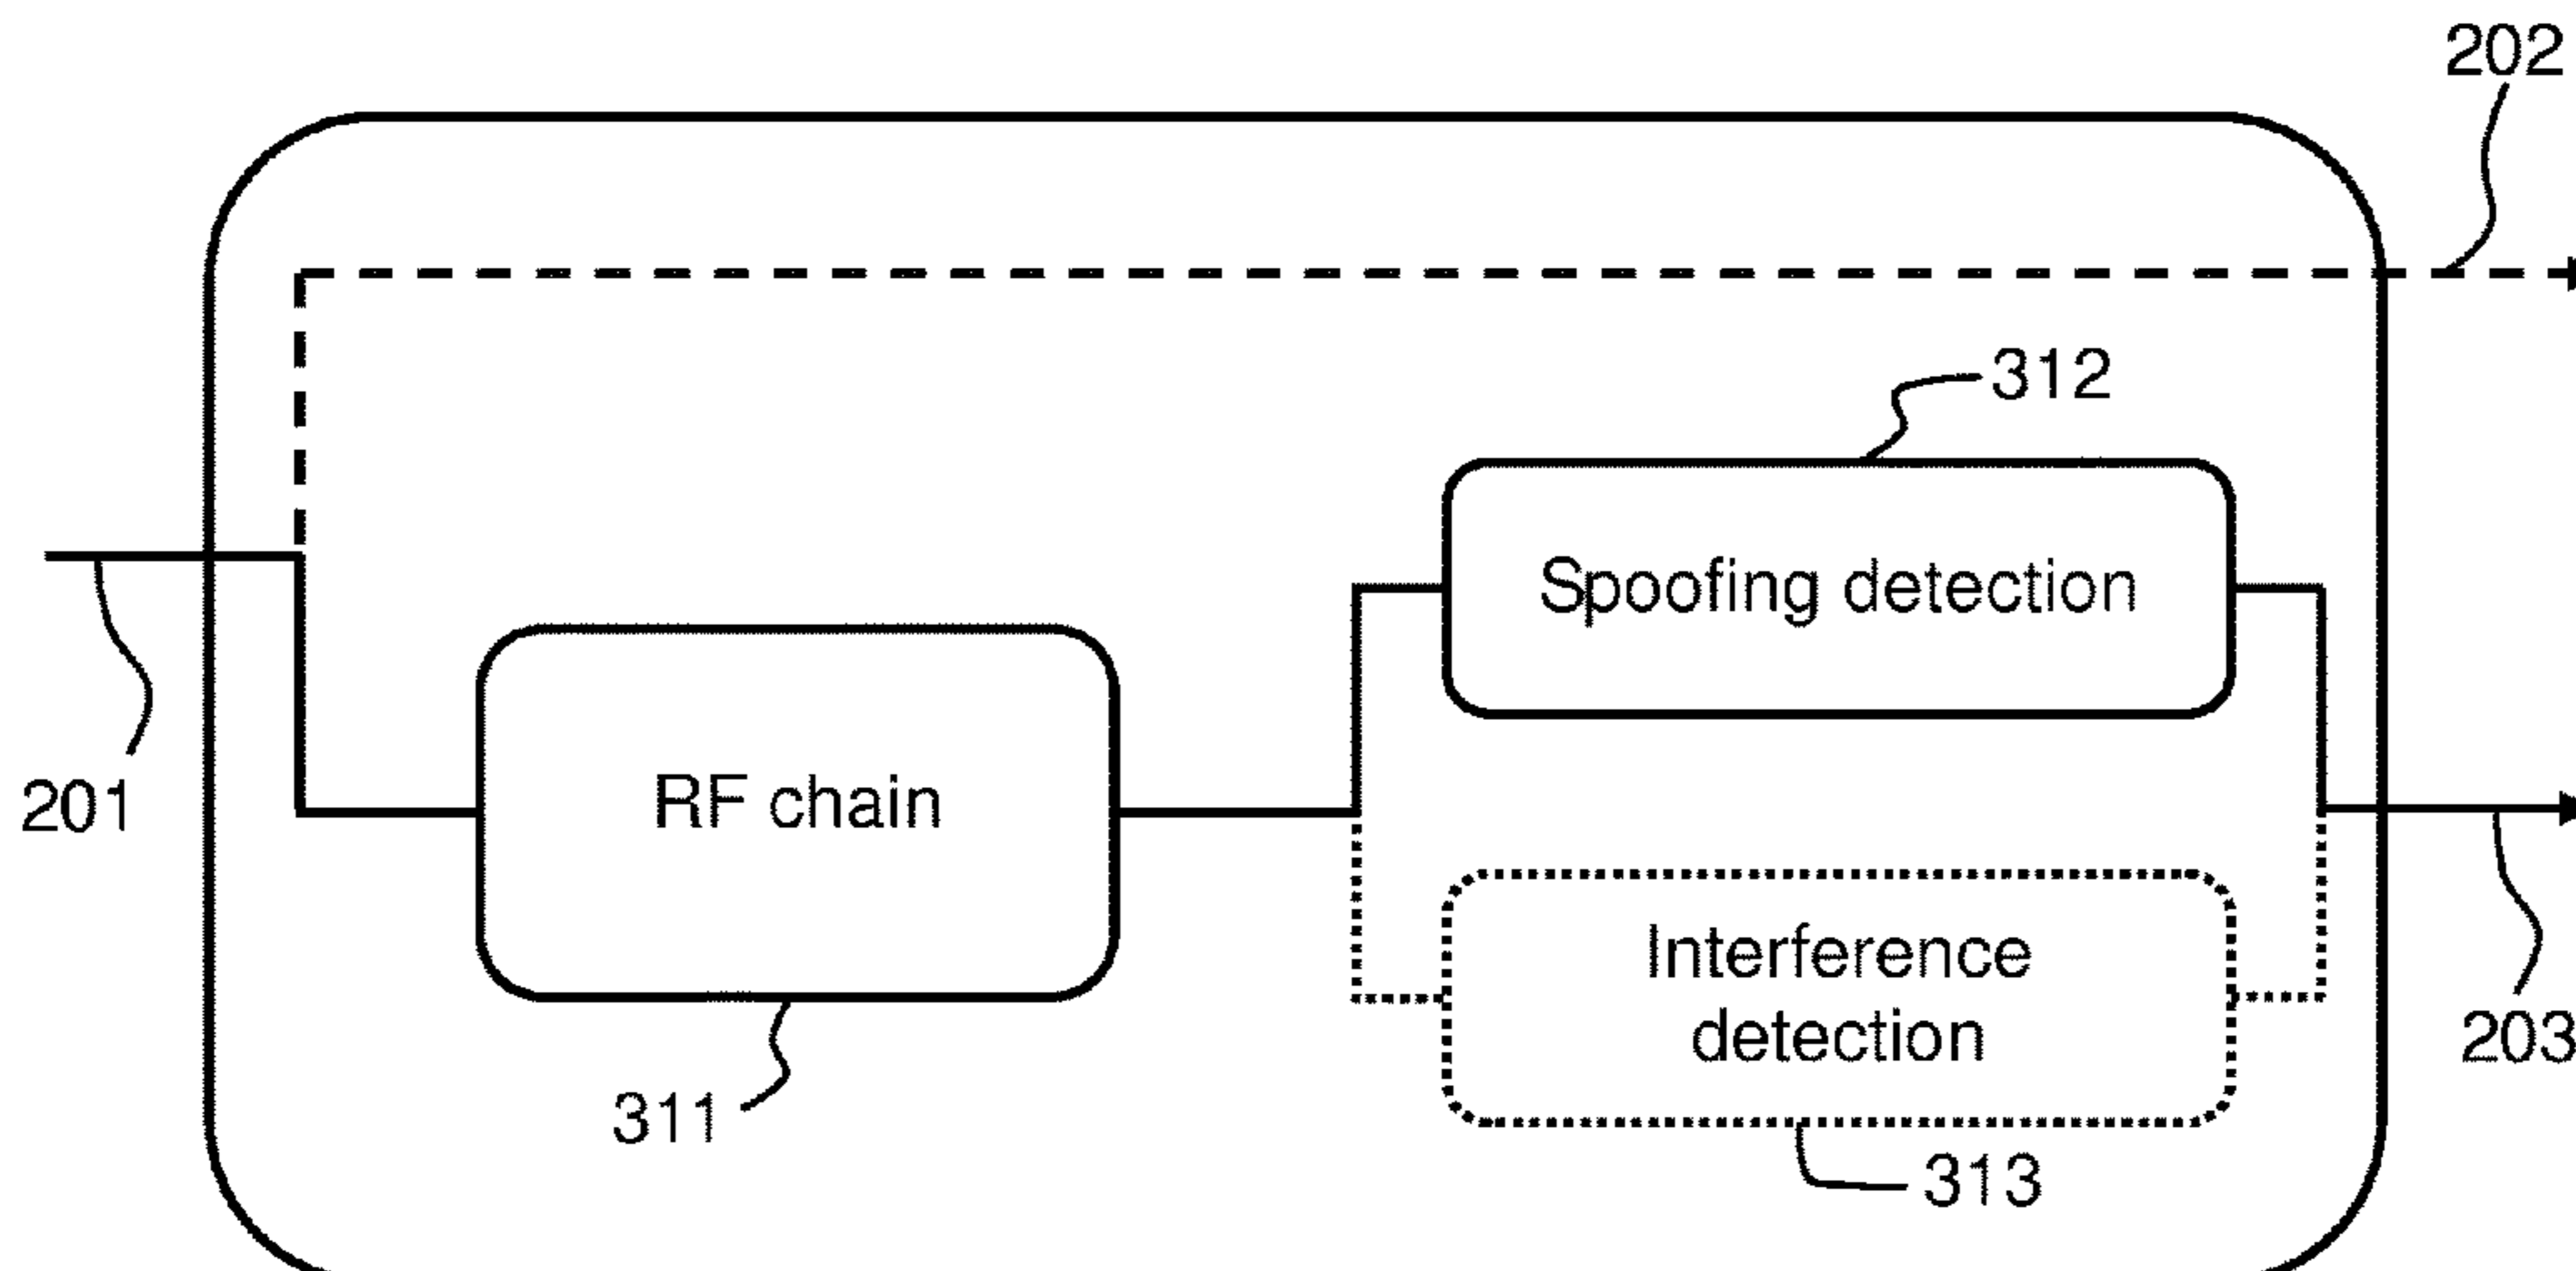 202
312
Spoofing detection
201
RF chain
Interference
detection
203
311
313